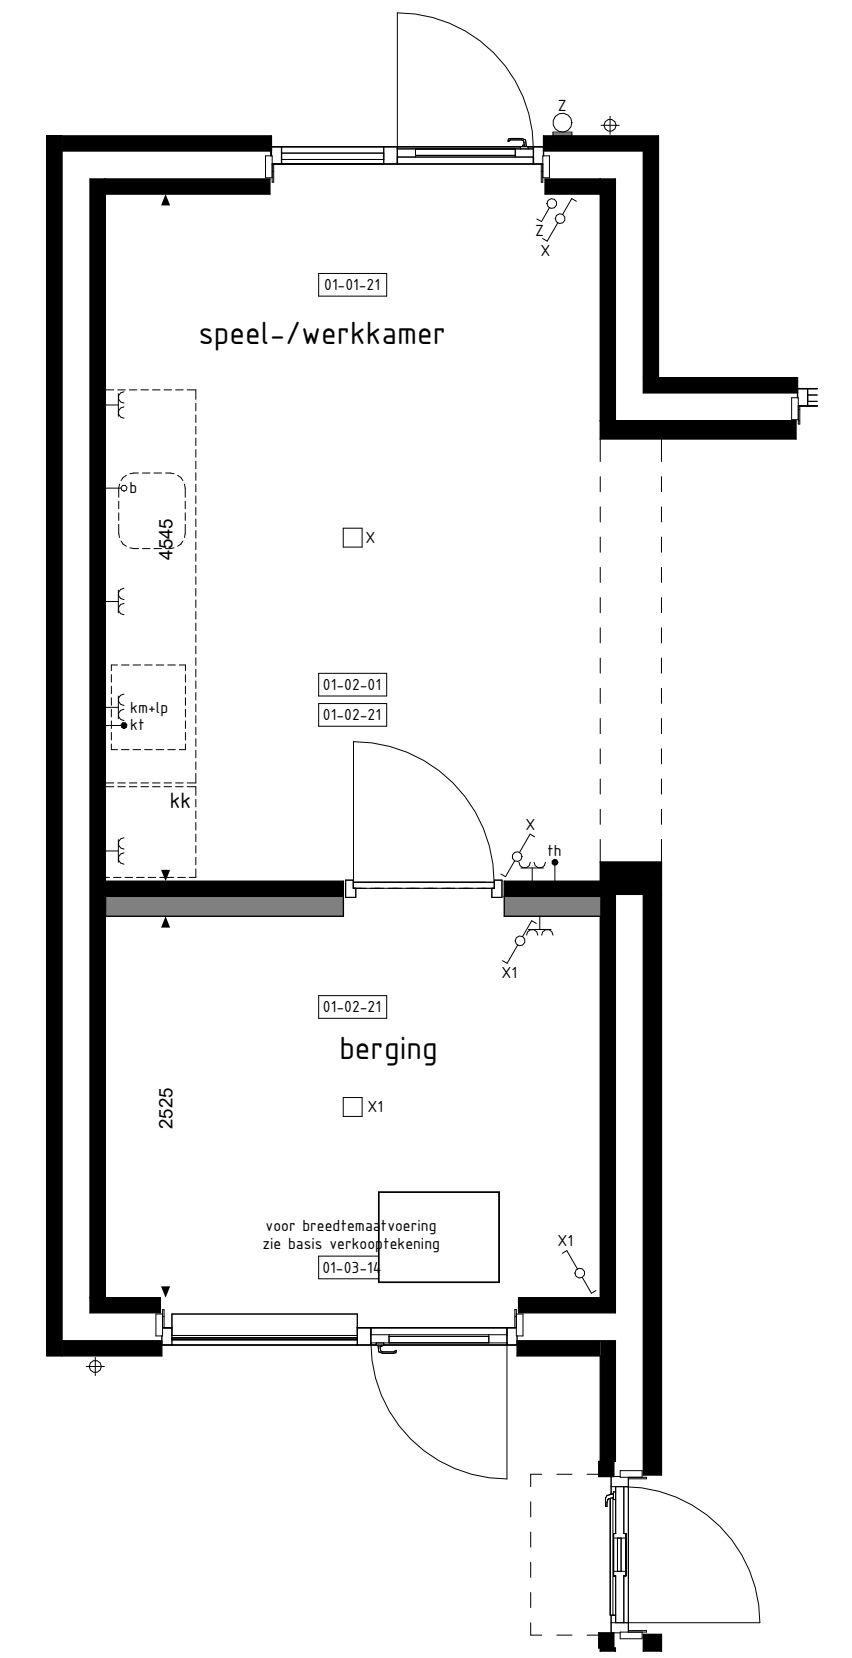 Z
Z
X
01-01-21
speel-/werkkamer
b
4545
X
01-02-01
01-02-21
km+lp
kt
kk
X
th
X1
01-02-21
berging
2525
X1
voor breedtemaatvoering
zie basis verkooptekening
X1
01-03-14